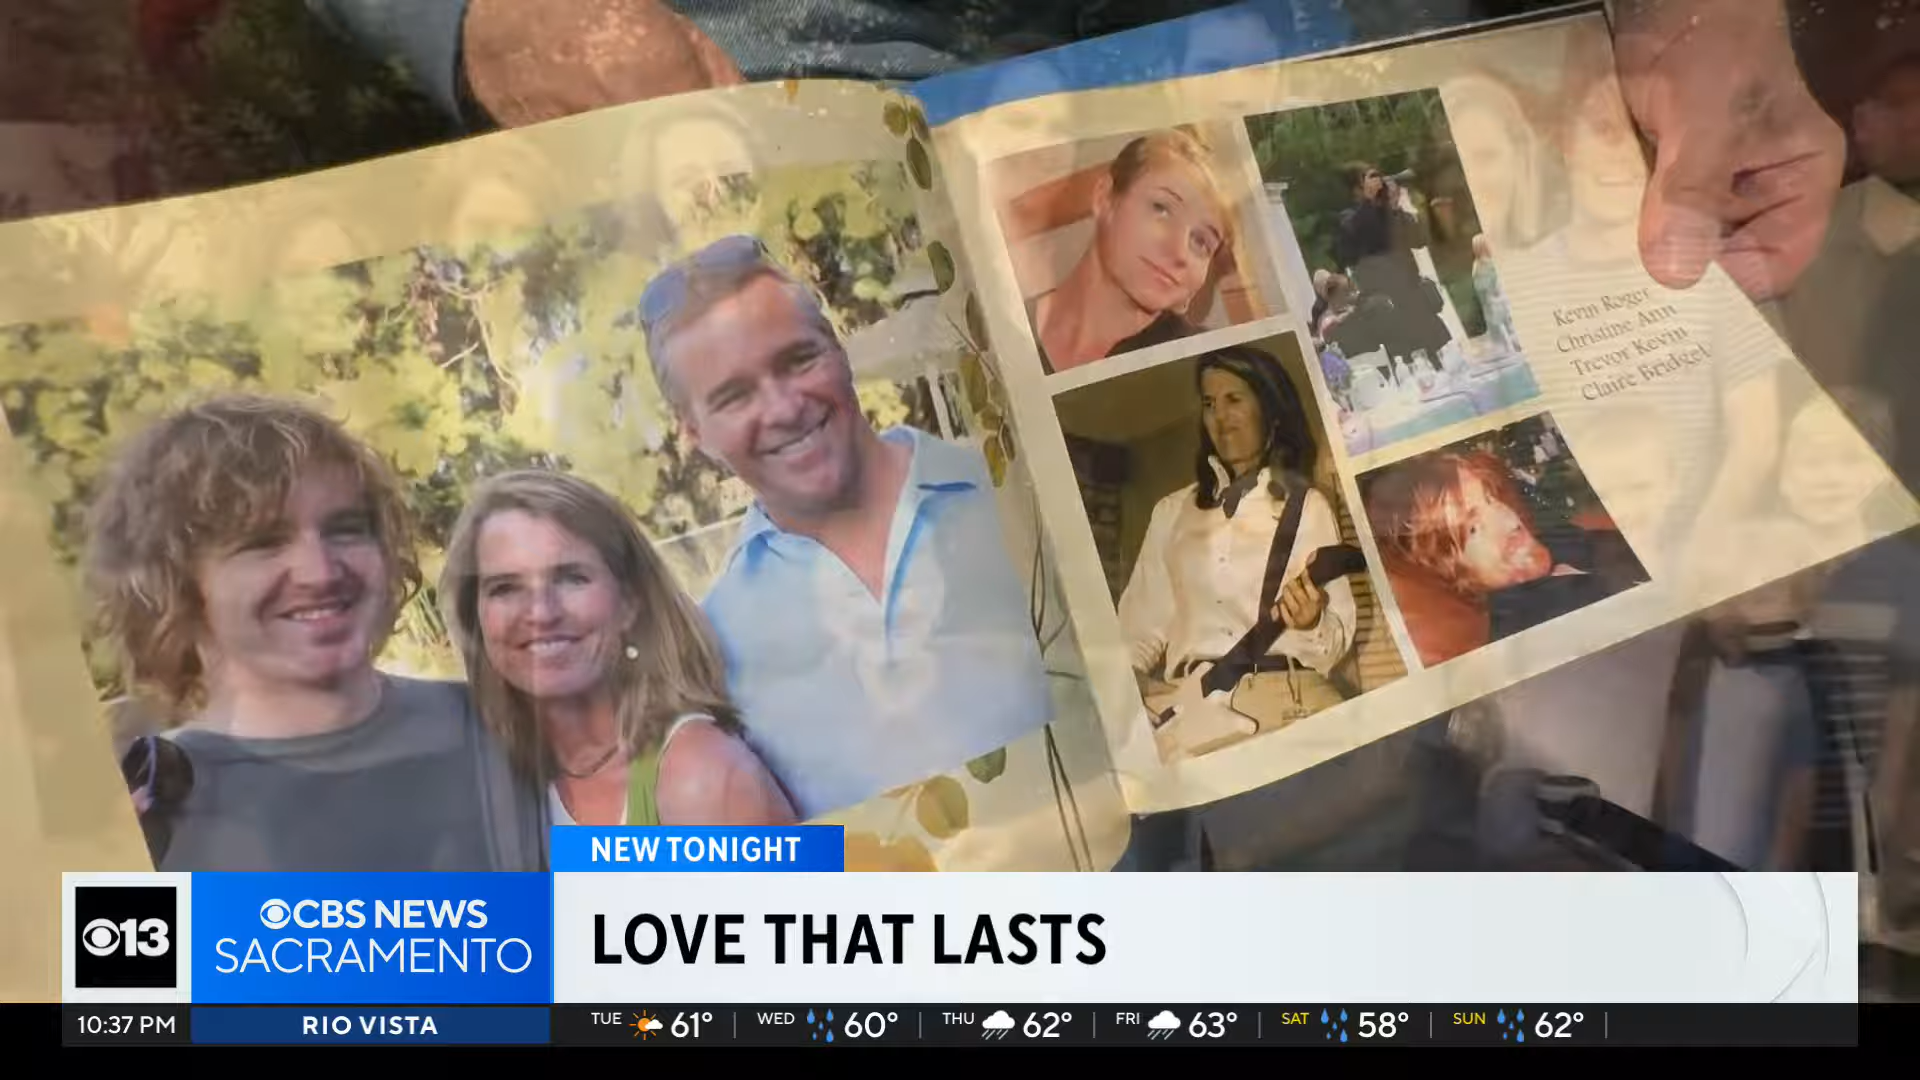 Kevin Roger
Christine Ann
Trevor Kevin
Claire Bridget
NEW TONIGHT
13
CBS NEWS
SACRAMENTO
LOVE THAT LASTS
10:37 PM
RIO VISTA
TUE 61° | WED 60° | THU 62° | FRI 63° | SAT 58° | SUN 62° |